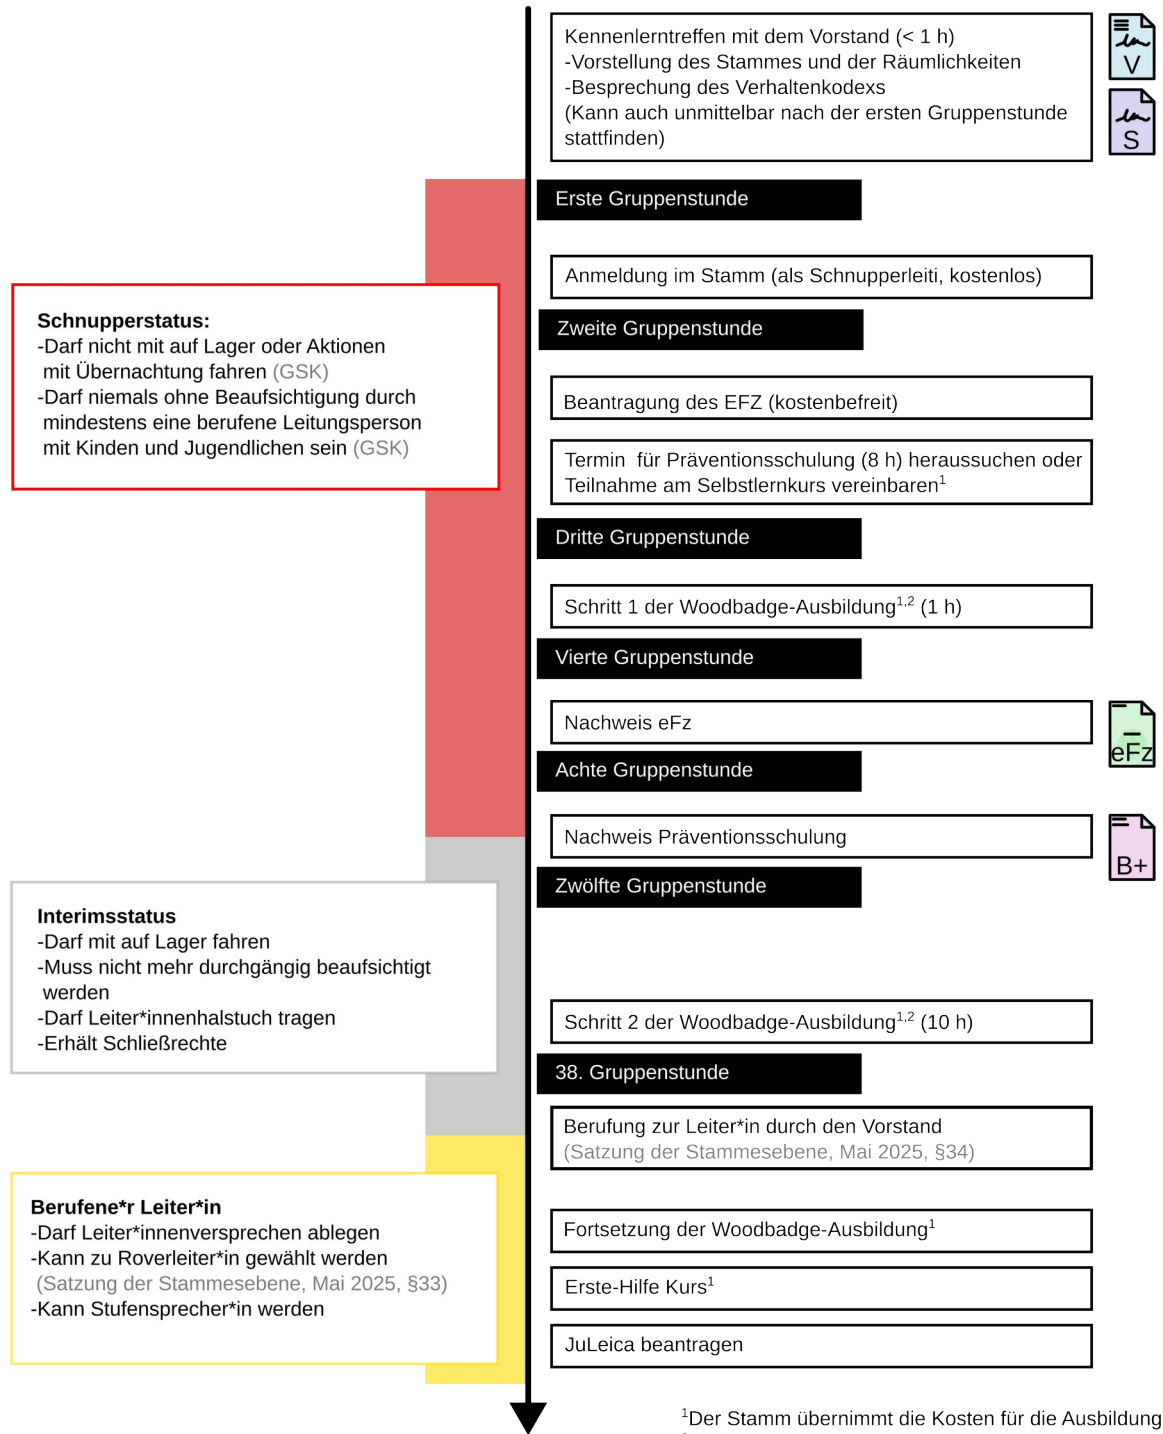 Kennenlerntreffen mit dem Vorstand (< 1 h)
-Vorstellung des Stammes und der Räumlichkeiten
-Besprechung des Verhaltenkodexs
(Kann auch unmittelbar nach der ersten Gruppenstunde
stattfinden)
V
S
Erste Gruppenstunde
Anmeldung im Stamm (als Schnupperleiti, kostenlos)
Schnupperstatus:
-Darf nicht mit auf Lager oder Aktionen
mit Übernachtung fahren (GSK)
-Darf niemals ohne Beaufsichtigung durch
mindestens eine berufene Leitungsperson
mit Kinden und Jugendlichen sein (GSK)
Zweite Gruppenstunde
Beantragung des EFZ (kostenbefreit)
Termin  für Präventionsschulung (8 h) heraussuchen oder
Teilnahme am Selbstlernkurs vereinbaren¹
Dritte Gruppenstunde
Schritt 1 der Woodbadge-Ausbildung¹,² (1 h)
Vierte Gruppenstunde
Nachweis eFz
eFz
Achte Gruppenstunde
Nachweis Präventionsschulung
B+
Zwölfte Gruppenstunde
Interimsstatus
-Darf mit auf Lager fahren
-Muss nicht mehr durchgängig beaufsichtigt
werden
-Darf Leiter*innenhalstuch tragen
-Erhält Schließrechte
Schritt 2 der Woodbadge-Ausbildung¹,² (10 h)
38. Gruppenstunde
Berufung zur Leiter*in durch den Vorstand
(Satzung der Stammesebene, Mai 2025, §34)
Berufene*r Leiter*in
-Darf Leiter*innenversprechen ablegen
-Kann zu Roverleiter*in gewählt werden
(Satzung der Stammesebene, Mai 2025, §33)
-Kann Stufensprecher*in werden
Fortsetzung der Woodbadge-Ausbildung¹
Erste-Hilfe Kurs¹
JuLeica beantragen
¹Der Stamm übernimmt die Kosten für die Ausbildung